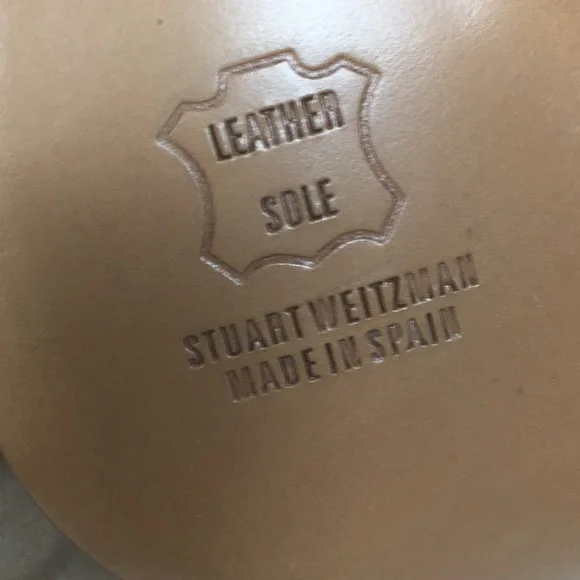 LEATHER
SOLE
STUART WEITZMAN
MADE IN SPAIN